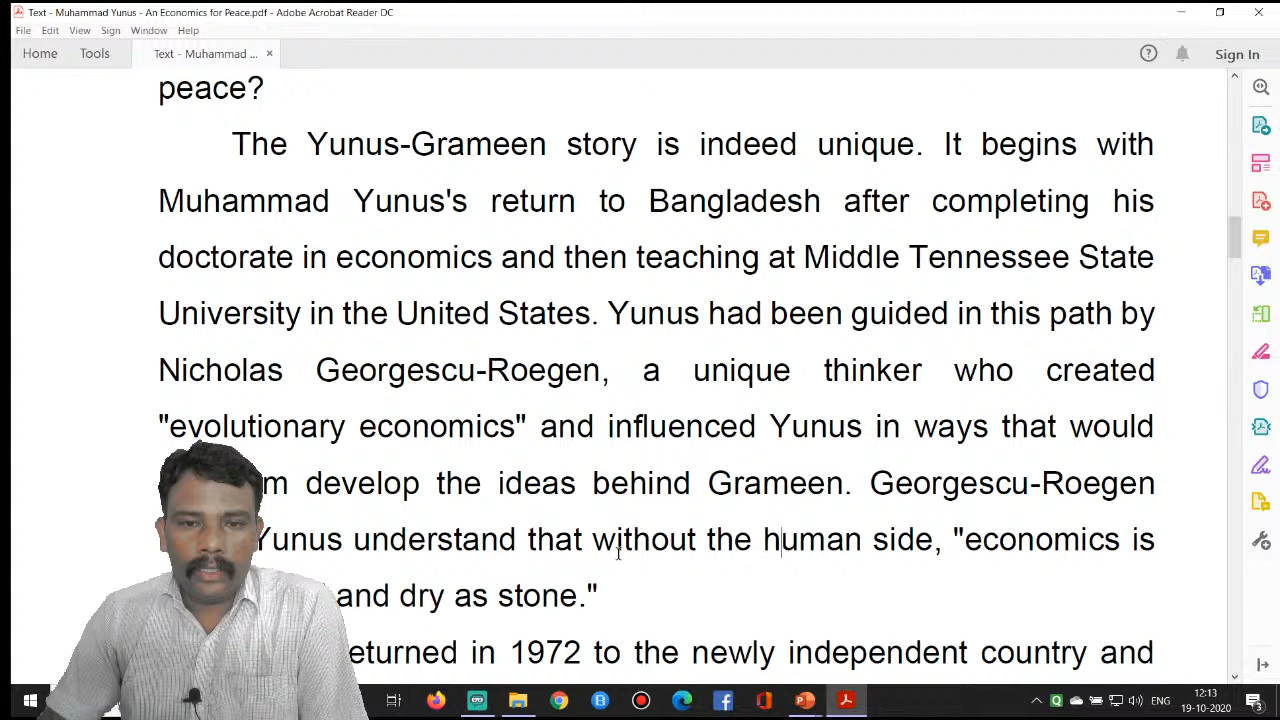 Text - Muhammad Yunus - An Economics for Peace.pdf - Adobe Acrobat Reader DC
File Edit View Sign Window Help
Home Tools Text - Muhammad ... × Sign In
peace?
The Yunus-Grameen story is indeed unique. It begins with
Muhammad Yunus's return to Bangladesh after completing his
doctorate in economics and then teaching at Middle Tennessee State
University in the United States. Yunus had been guided in this path by
Nicholas Georgescu-Roegen, a unique thinker who created
"evolutionary economics" and influenced Yunus in ways that would
m develop the ideas behind Grameen. Georgescu-Roegen
Yunus understand that without the human side, "economics is
and dry as stone."
eturned in 1972 to the newly independent country and
ENG 12:13
19-10-2020 3